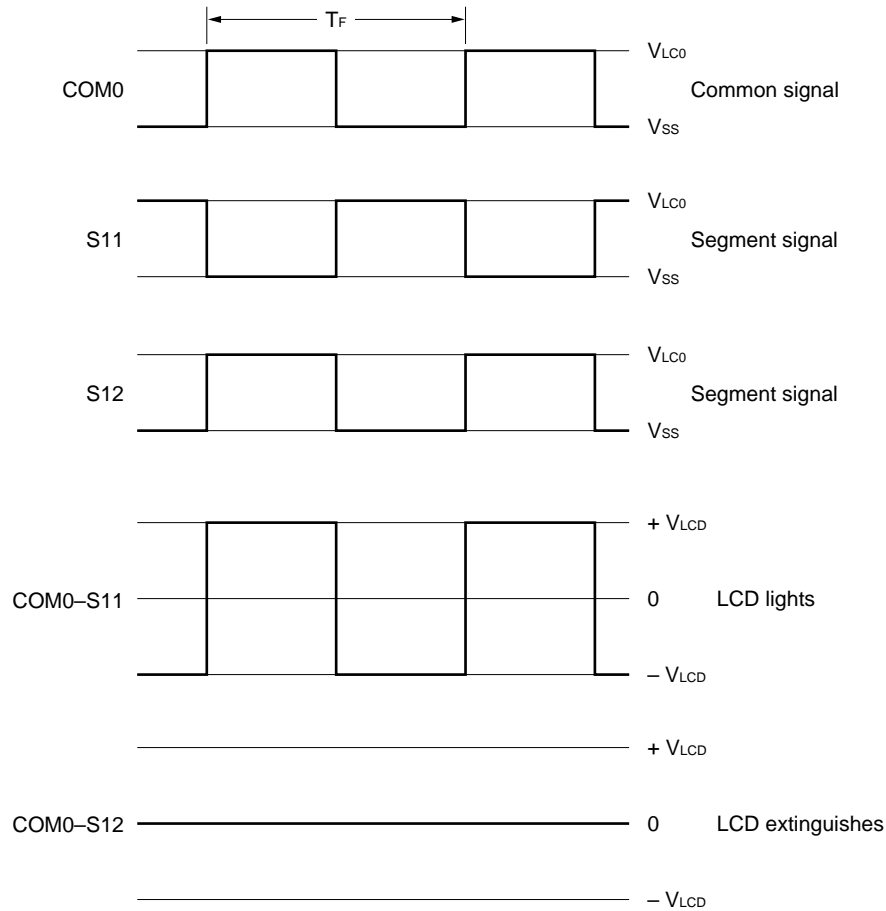 TF
VLC0
COM0 Common signal
VSS
VLC0
S11 Segment signal
VSS
VLC0
S12 Segment signal
VSS
+ VLCD
COM0–S11 0 LCD lights
– VLCD
+ VLCD
COM0–S12 0 LCD extinguishes
– VLCD